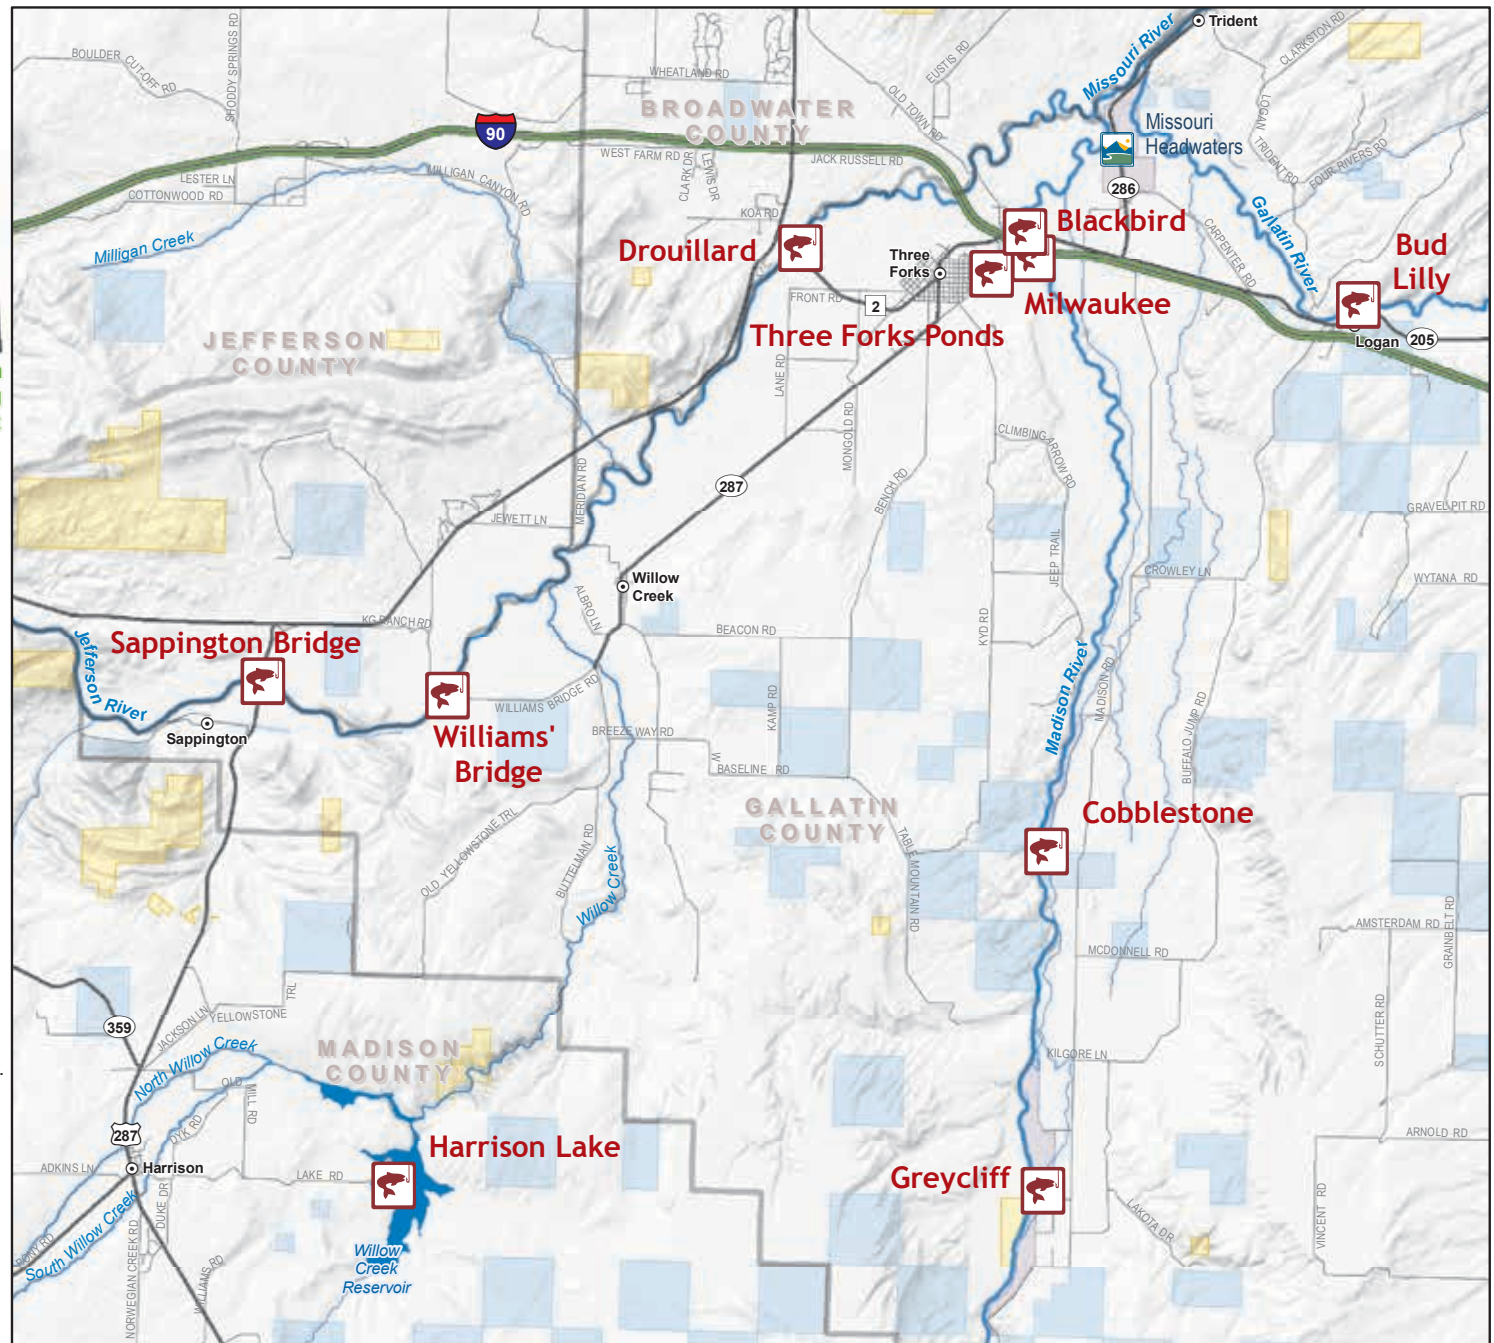 Trident
Missouri River
CLARKSTON RD
BOULDER CUT-OFF RD
SHODDY SPRINGS RD
WHEATLAND RD
EUSTIS RD
OLD TOWN RD
BROADWATER
COUNTY
90
LOGAN TRIDENT RD
Missouri
Headwaters
FOUR RIVERS RD
WEST FARM RD
CLARK DR
LEWIS DR
JACK RUSSELL RD
LESTER LN
COTTONWOOD RD
MILLIGAN CANYON RD
286
KOA RD
Blackbird
Gallatin River
CARPENTER RD
Milligan Creek
Drouillard
Three
Forks
Bud
Lilly
FRONT RD
2
Milwaukee
Three Forks Ponds
Logan
205
JEFFERSON
COUNTY
LANE RD
MONGOLD RD
CLIMBING ARROW RD
MERIDIAN RD
287
BENCH RD
JEWETT LN
GRAVEL PIT RD
JEEP TRAIL
CROWLEY LN
WYTANA RD
Willow
Creek
ALBRO LN
KG RANCH RD
BEACON RD
KYD RD
Sappington Bridge
Jefferson River
Madison River
MADISON RD
BUFFALO JUMP RD
WILLIAMS BRIDGE RD
KAMP RD
Sappington
Williams'
Bridge
BREEZE WAY RD
W BASELINE RD
GALLATIN
COUNTY
Cobblestone
OLD YELLOWSTONE TRL
BUTTELMAN RD
Willow Creek
TABLE MOUNTAIN RD
GRAINBELT RD
AMSTERDAM RD
MCDONNELL RD
359
JACKSON LN
YELLOWSTONE TRL
SCHUTTER RD
North Willow Creek
MADISON
COUNTY
KILGORE LN
OLD MILL RD
DYK RD
287
Harrison Lake
ARNOLD RD
ADKINS LN
Harrison
LAKE RD
Greycliff
DUKE DR
LAKOTA DR
VINCENT RD
PONY RD
South Willow Creek
NORWEGIAN CREEK RD
WILLIAMS RD
Willow
Creek
Reservoir